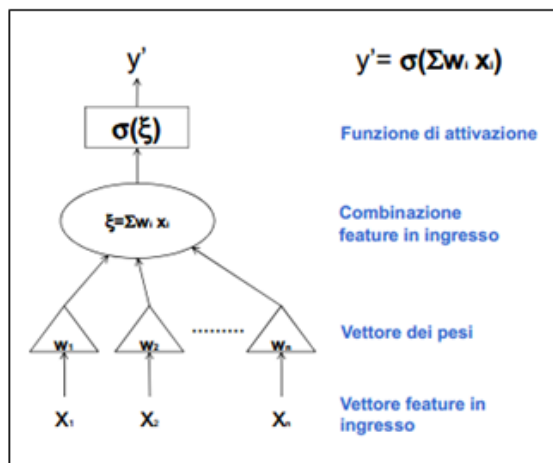 y' y'= σ(Σwᵢ xᵢ)
σ(ξ) Funzione di attivazione
ξ=Σwᵢ xᵢ Combinazione
feature in ingresso
w₁ w₂ ......... wₙ Vettore dei pesi
X₁ X₂ Xₙ Vettore feature in
ingresso